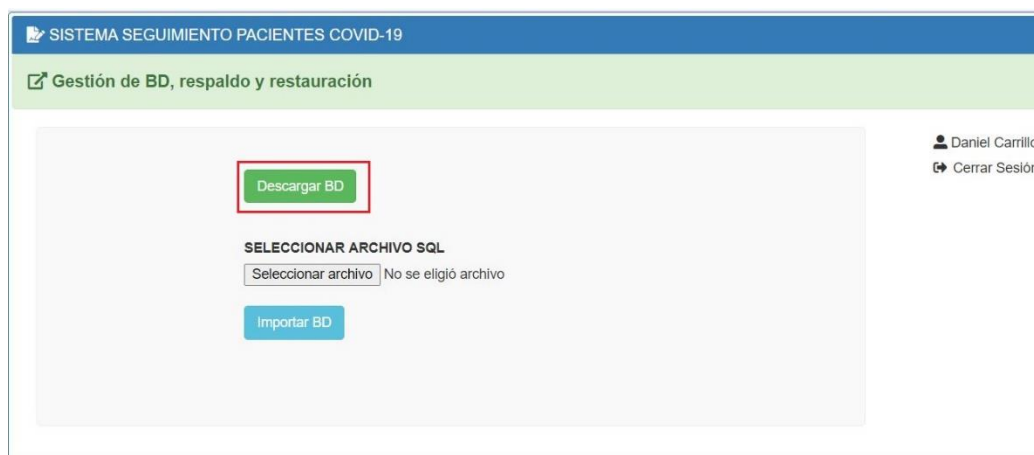 SISTEMA SEGUIMIENTO PACIENTES COVID-19
Gestión de BD, respaldo y restauración
Daniel Carrillo
Cerrar Sesión
Descargar BD
SELECCIONAR ARCHIVO SQL
Seleccionar archivo No se eligió archivo
Importar BD